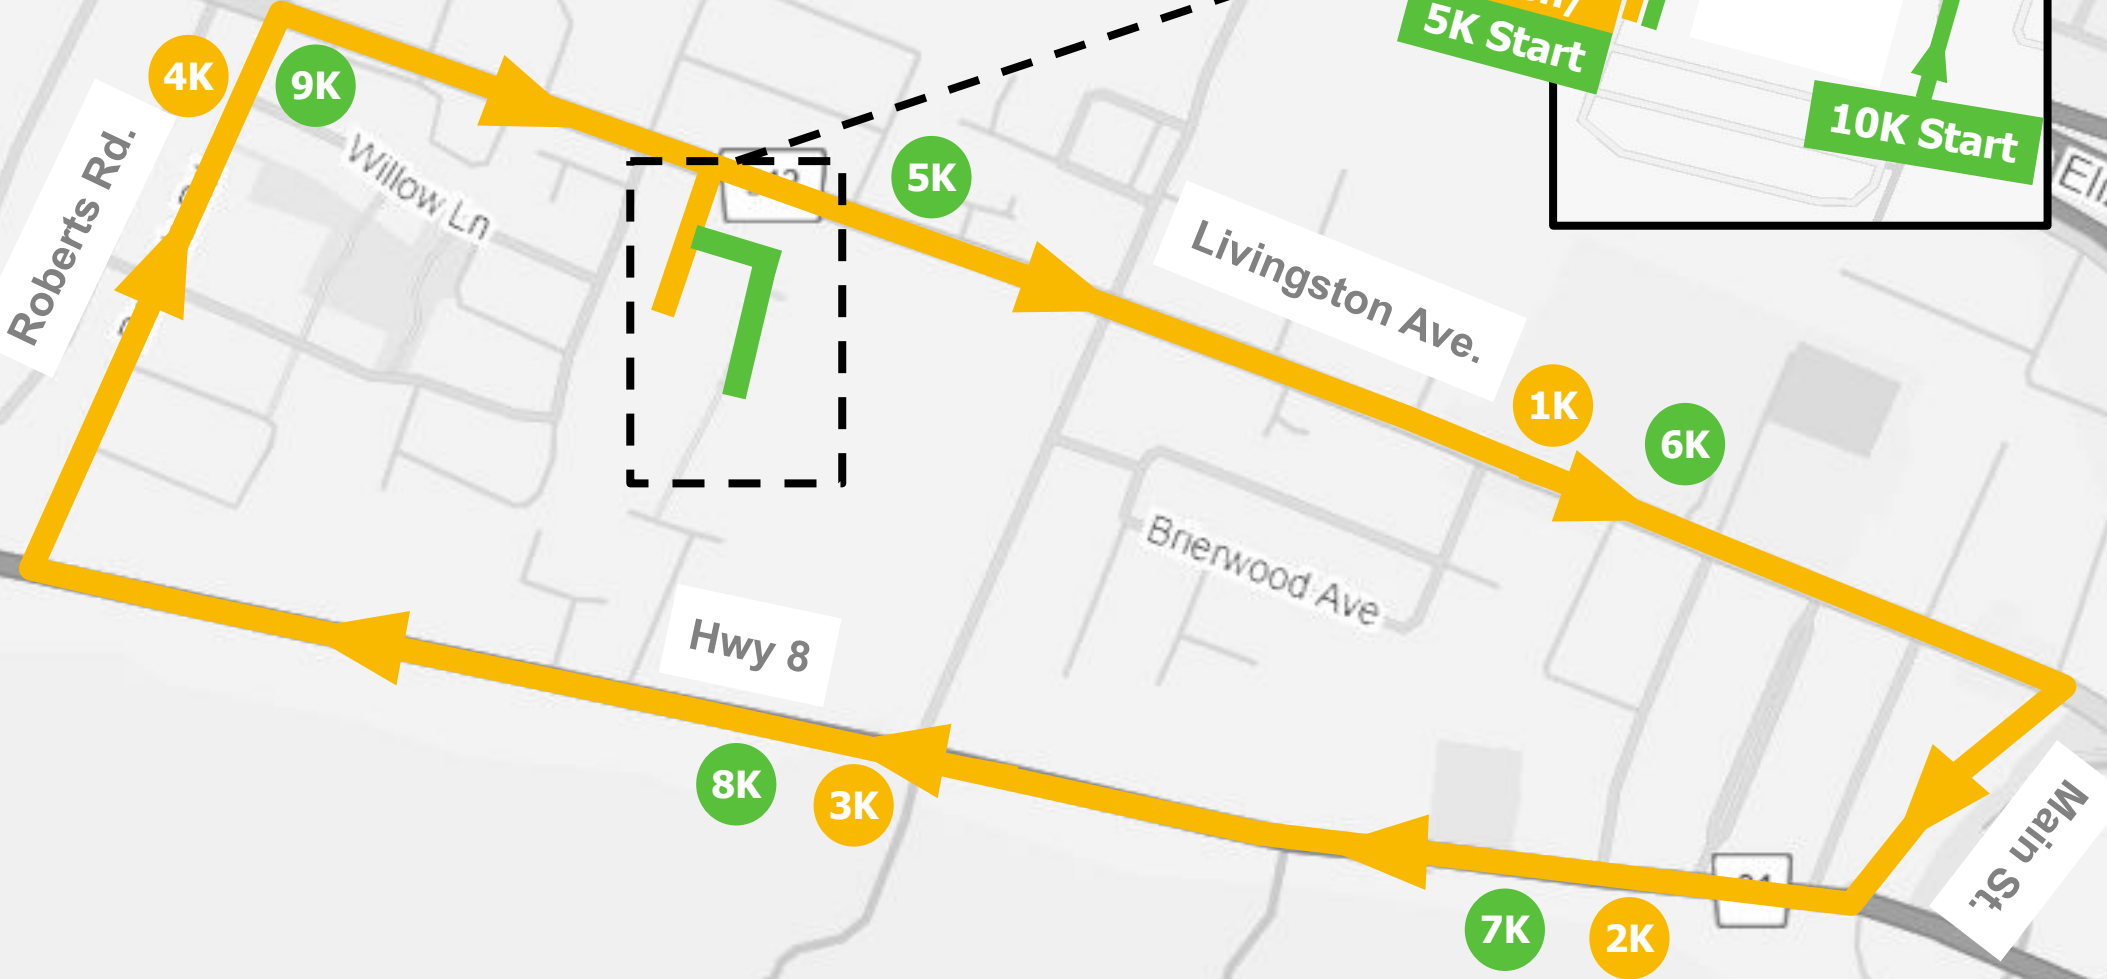 5K Start
10K Start
4K
9K
Roberts Rd.
Willow Ln
5K
Livingston Ave.
1K
6K
Brierwood Ave
Hwy 8
8K
3K
7K
2K
Main St.